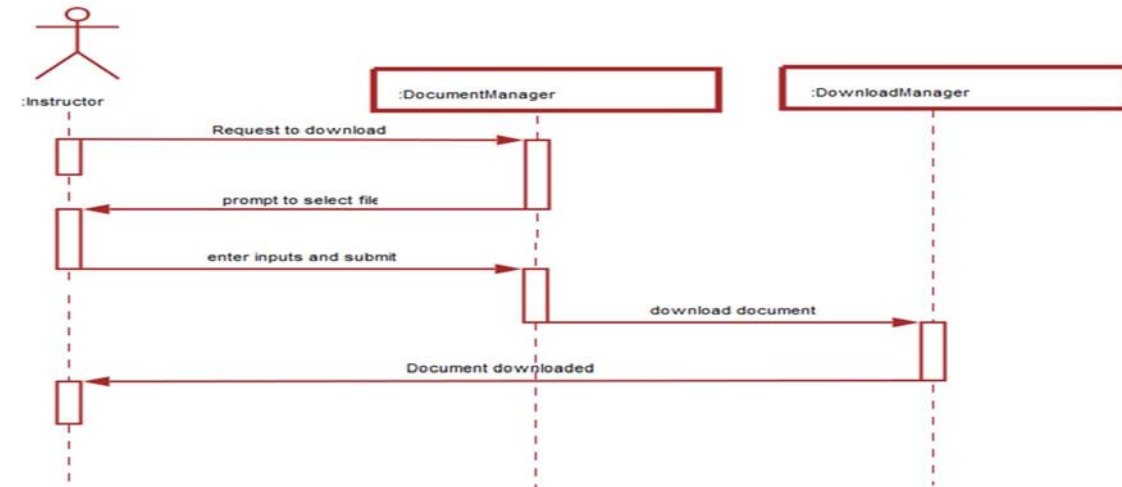 :Instructor
:DocumentManager
:DownloadManager
Request to download
prompt to select file
enter inputs and submit
download document
Document downloaded